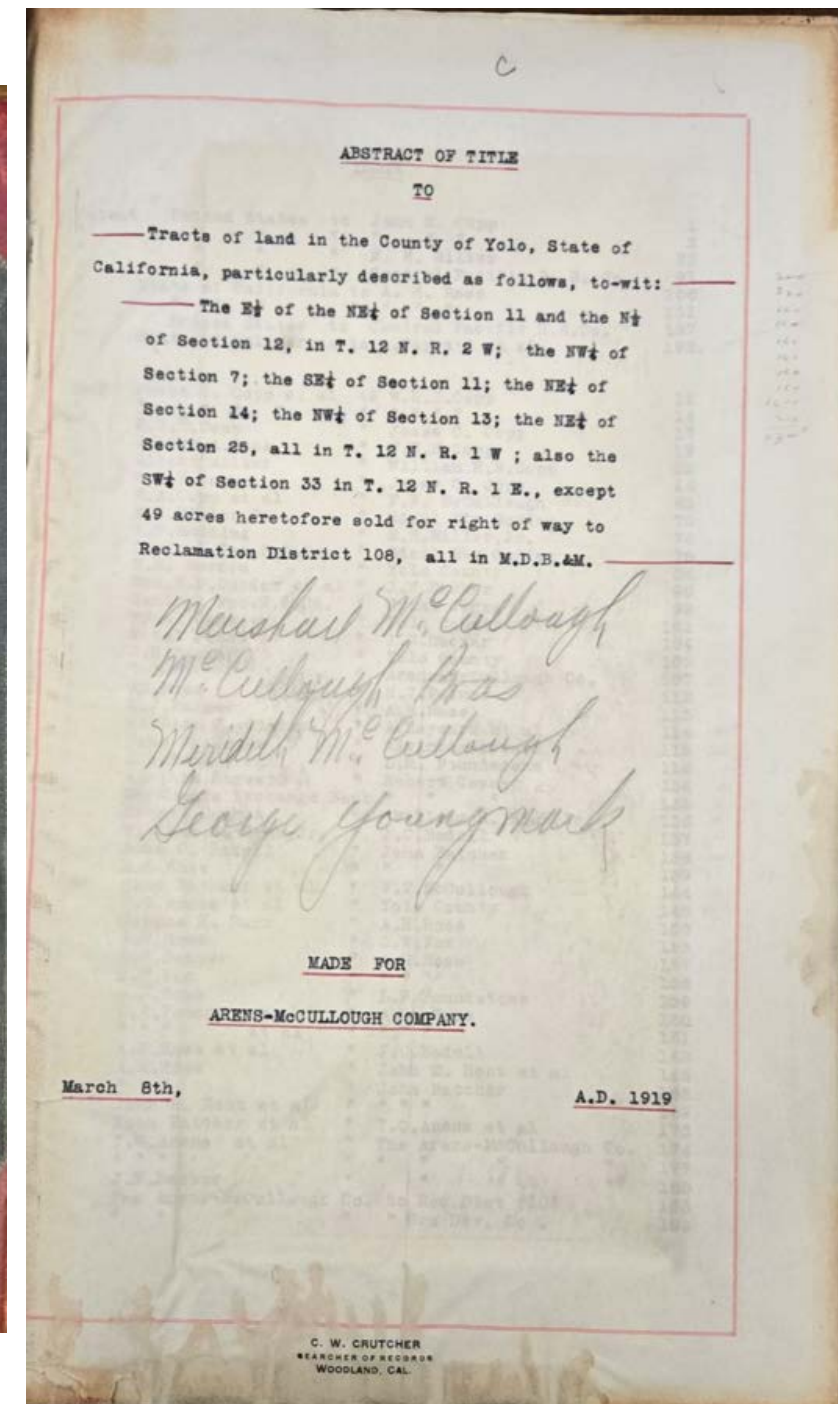 C
ABSTRACT OF TITLE
TO
Tracts of land in the County of Yolo, State of
California, particularly described as follows, to-wit:
The E½ of the NE¼ of Section 11 and the N½
of Section 12, in T. 12 N. R. 2 W; the NW¼ of
Section 7; the SE¼ of Section 11; the NE¼ of
Section 14; the NW¼ of Section 13; the NE¼ of
Section 25, all in T. 12 N. R. 1 W ; also the
SW¼ of Section 33 in T. 12 N. R. 1 E., except
49 acres heretofore sold for right of way to
Reclamation District 108, all in M.D.B.&M.
Marshall McCullough
McCullough Bros
Merideth McCullough
George Youngmark
MADE FOR
ARENS-McCULLOUGH COMPANY.
March 8th, A.D. 1919
C. W. CRUTCHER
SEARCHER OF RECORDS
WOODLAND, CAL.